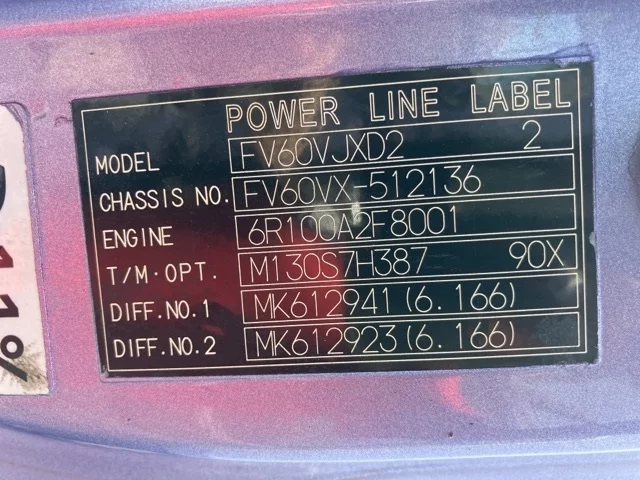 POWER LINE LABEL
MODEL FV60VJXD2 2
CHASSIS NO. FV60VX-512136
ENGINE 6R100A2F8001
T/M·OPT. M130S7H387 90X
DIFF.NO.1 MK612941(6.166)
DIFF.NO.2 MK612923(6.166)
11%